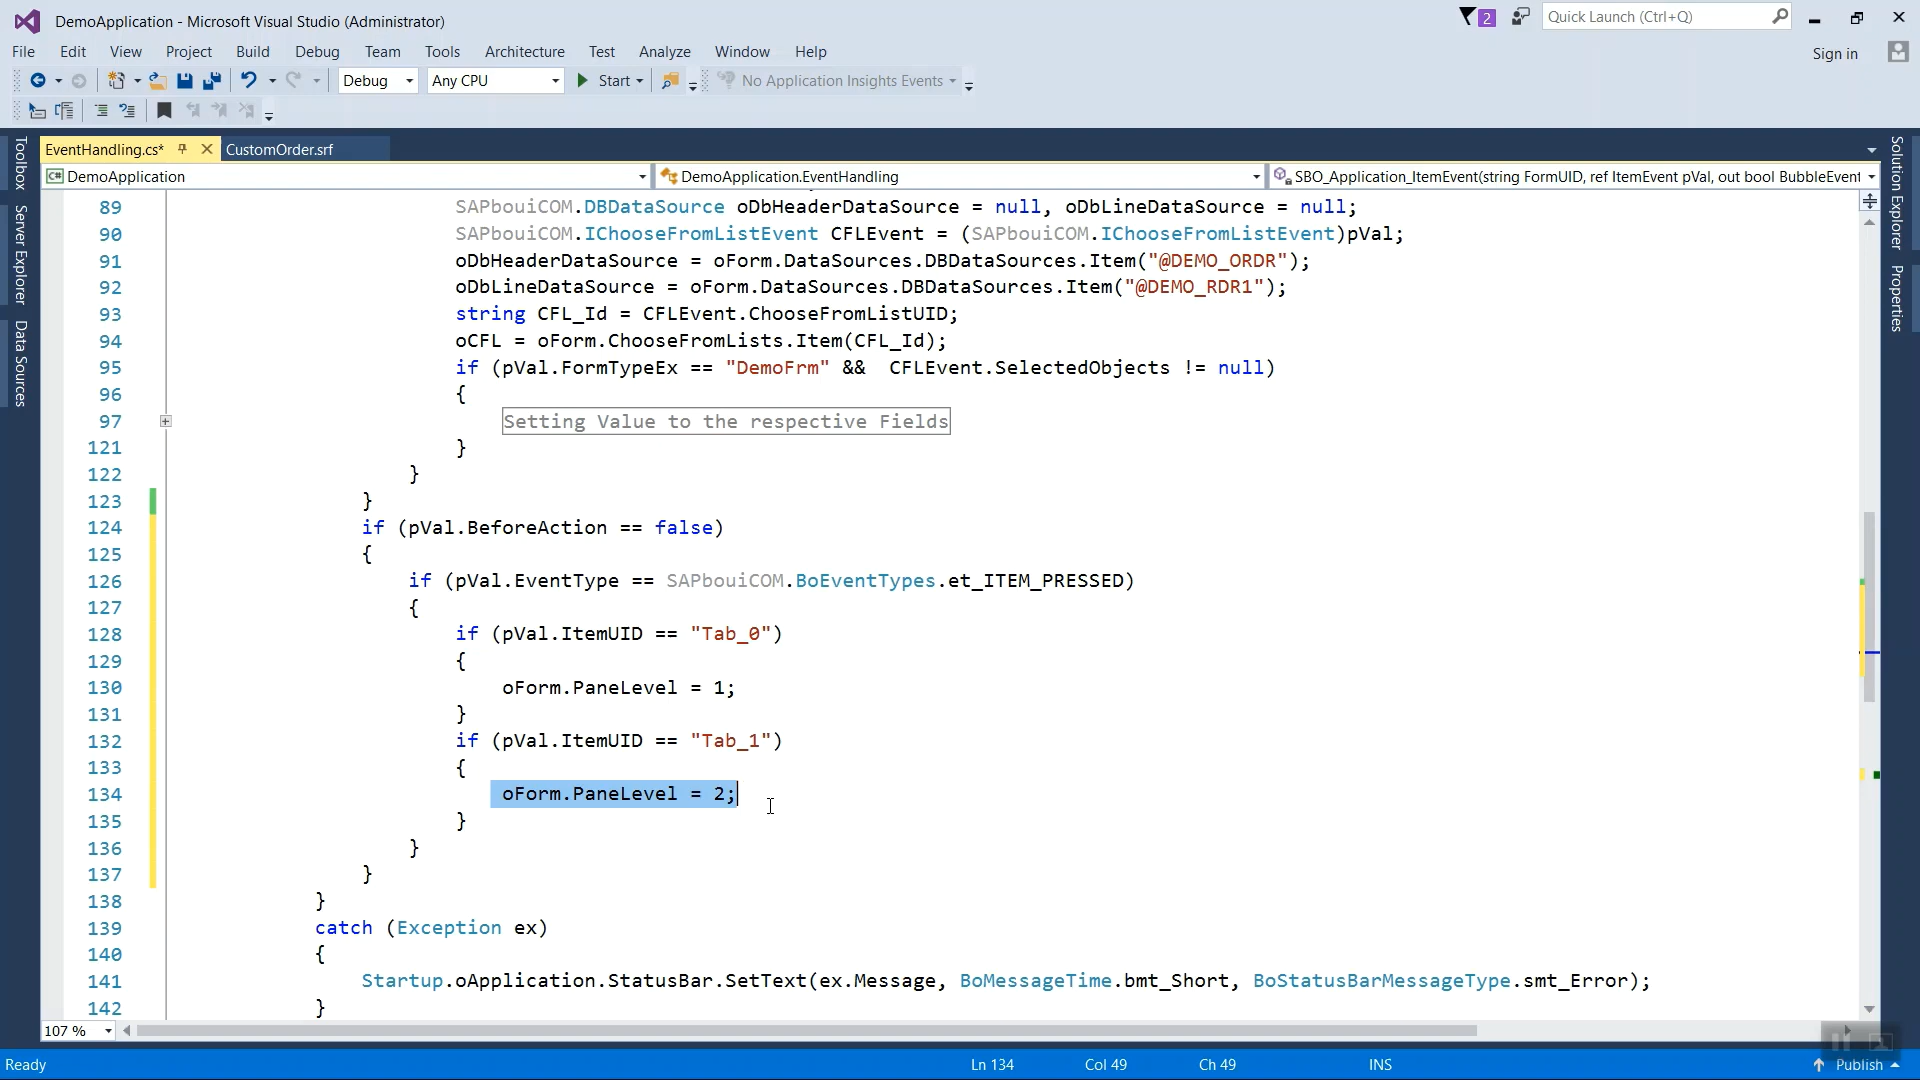 DemoApplication - Microsoft Visual Studio (Administrator)
2
Quick Launch (Ctrl+Q)
File Edit View Project Build Debug Team Tools Architecture Test Analyze Window Help
Sign in
Debug Any CPU Start No Application Insights Events
EventHandling.cs* CustomOrder.srf
C# DemoApplication DemoApplication.EventHandling SBO_Application_ItemEvent(string FormUID, ref ItemEvent pVal, out bool BubbleEvent
Toolbox
Server Explorer
Data Sources
Solution Explorer
Properties
89 SAPbouiCOM.DBDataSource oDbHeaderDataSource = null, oDbLineDataSource = null;
90 SAPbouiCOM.IChooseFromListEvent CFLEvent = (SAPbouiCOM.IChooseFromListEvent)pVal;
91 oDbHeaderDataSource = oForm.DataSources.DBDataSources.Item("@DEMO_ORDR");
92 oDbLineDataSource = oForm.DataSources.DBDataSources.Item("@DEMO_RDR1");
93 string CFL_Id = CFLEvent.ChooseFromListUID;
94 oCFL = oForm.ChooseFromLists.Item(CFL_Id);
95 if (pVal.FormTypeEx == "DemoFrm" && CFLEvent.SelectedObjects != null)
96 {
97 Setting Value to the respective Fields
121 }
122 }
123 }
124 if (pVal.BeforeAction == false)
125 {
126 if (pVal.EventType == SAPbouiCOM.BoEventTypes.et_ITEM_PRESSED)
127 {
128 if (pVal.ItemUID == "Tab_0")
129 {
130 oForm.PaneLevel = 1;
131 }
132 if (pVal.ItemUID == "Tab_1")
133 {
134 oForm.PaneLevel = 2;
135 }
136 }
137 }
138 }
139 catch (Exception ex)
140 {
141 Startup.oApplication.StatusBar.SetText(ex.Message, BoMessageTime.bmt_Short, BoStatusBarMessageType.smt_Error);
142 }
107 %
Ready Ln 134 Col 49 Ch 49 INS Publish